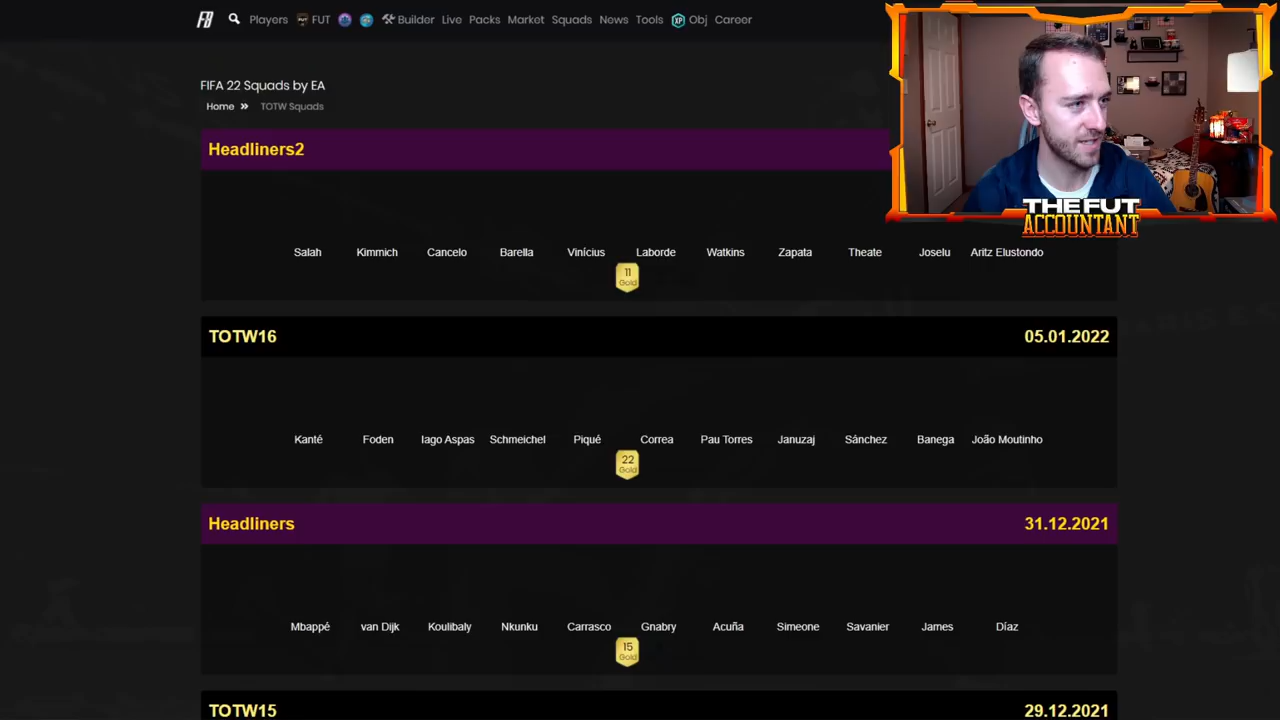 FB Players FUT Builder Live Packs Market Squads News Tools XP Obj Career
FIFA 22 Squads by EA
Home » TOTW Squads
THE FUT
ACCOUNTANT
Headliners2
Salah Kimmich Cancelo Barella Vinícius Laborde Watkins Zapata Theate Joselu Aritz Elustondo
11
Gold
TOTW16 05.01.2022
Kanté Foden Iago Aspas Schmeichel Piqué Correa Pau Torres Januzaj Sánchez Banega João Moutinho
22
Gold
Headliners 31.12.2021
Mbappé van Dijk Koulibaly Nkunku Carrasco Gnabry Acuña Simeone Savanier James Díaz
15
Gold
TOTW15 29.12.2021